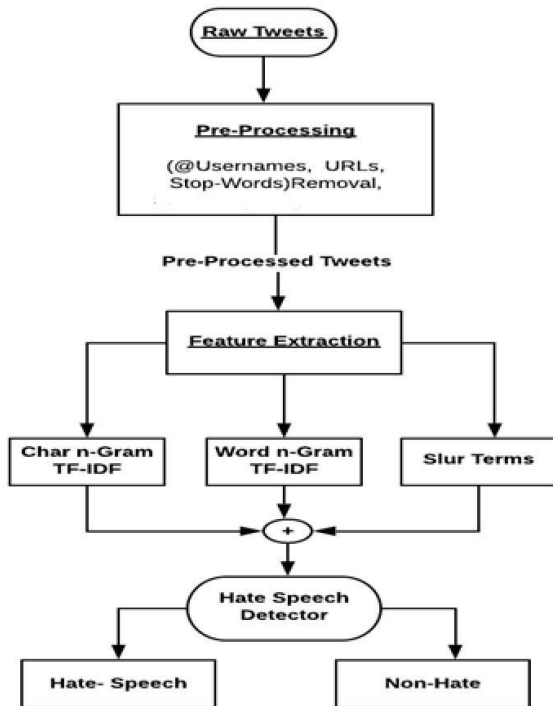 Raw Tweets
Pre-Processing
(@Usernames, URLs,
Stop-Words)Removal,
Pre-Processed Tweets
Feature Extraction
Char n-Gram
TF-IDF
Word n-Gram
TF-IDF
Slur Terms
+
Hate Speech
Detector
Hate- Speech
Non-Hate